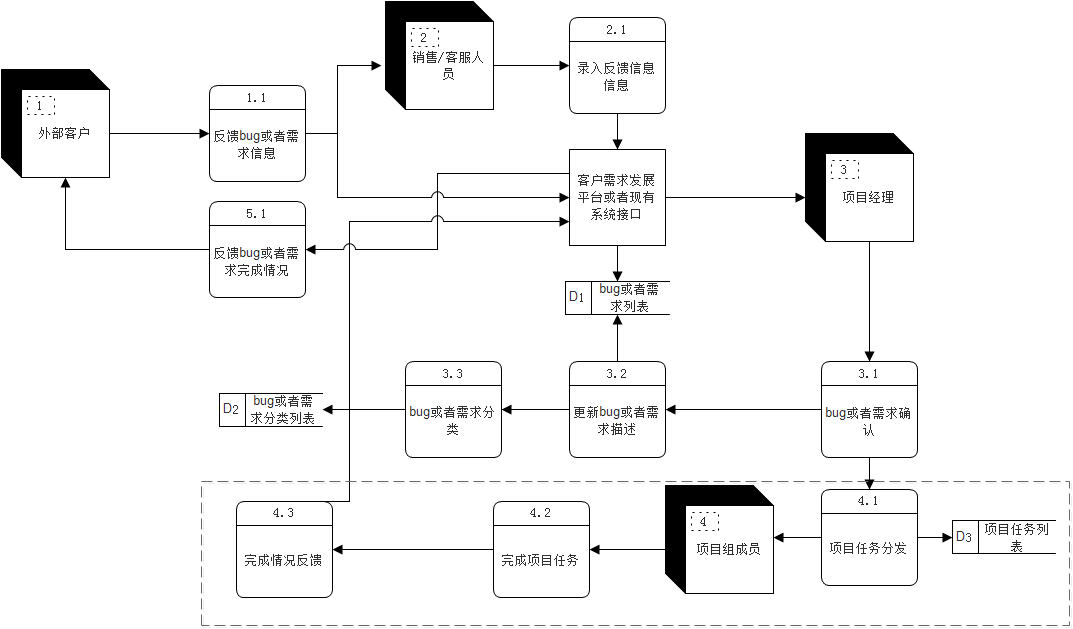 2
销售/客服人
员
2.1
录入反馈信息
信息
1
外部客户
1.1
反馈bug或者需
求信息
客户需求发展
平台或者现有
系统接口
3
项目经理
5.1
反馈bug或者需
求完成情况
D1
bug或者需
求列表
3.3
bug或者需求分
类
3.2
更新bug或者需
求描述
3.1
bug或者需求确
认
D2
bug或者需
求分类列表
4.3
完成情况反馈
4.2
完成项目任务
4
项目组成员
4.1
项目任务分发
D3
项目任务列
表